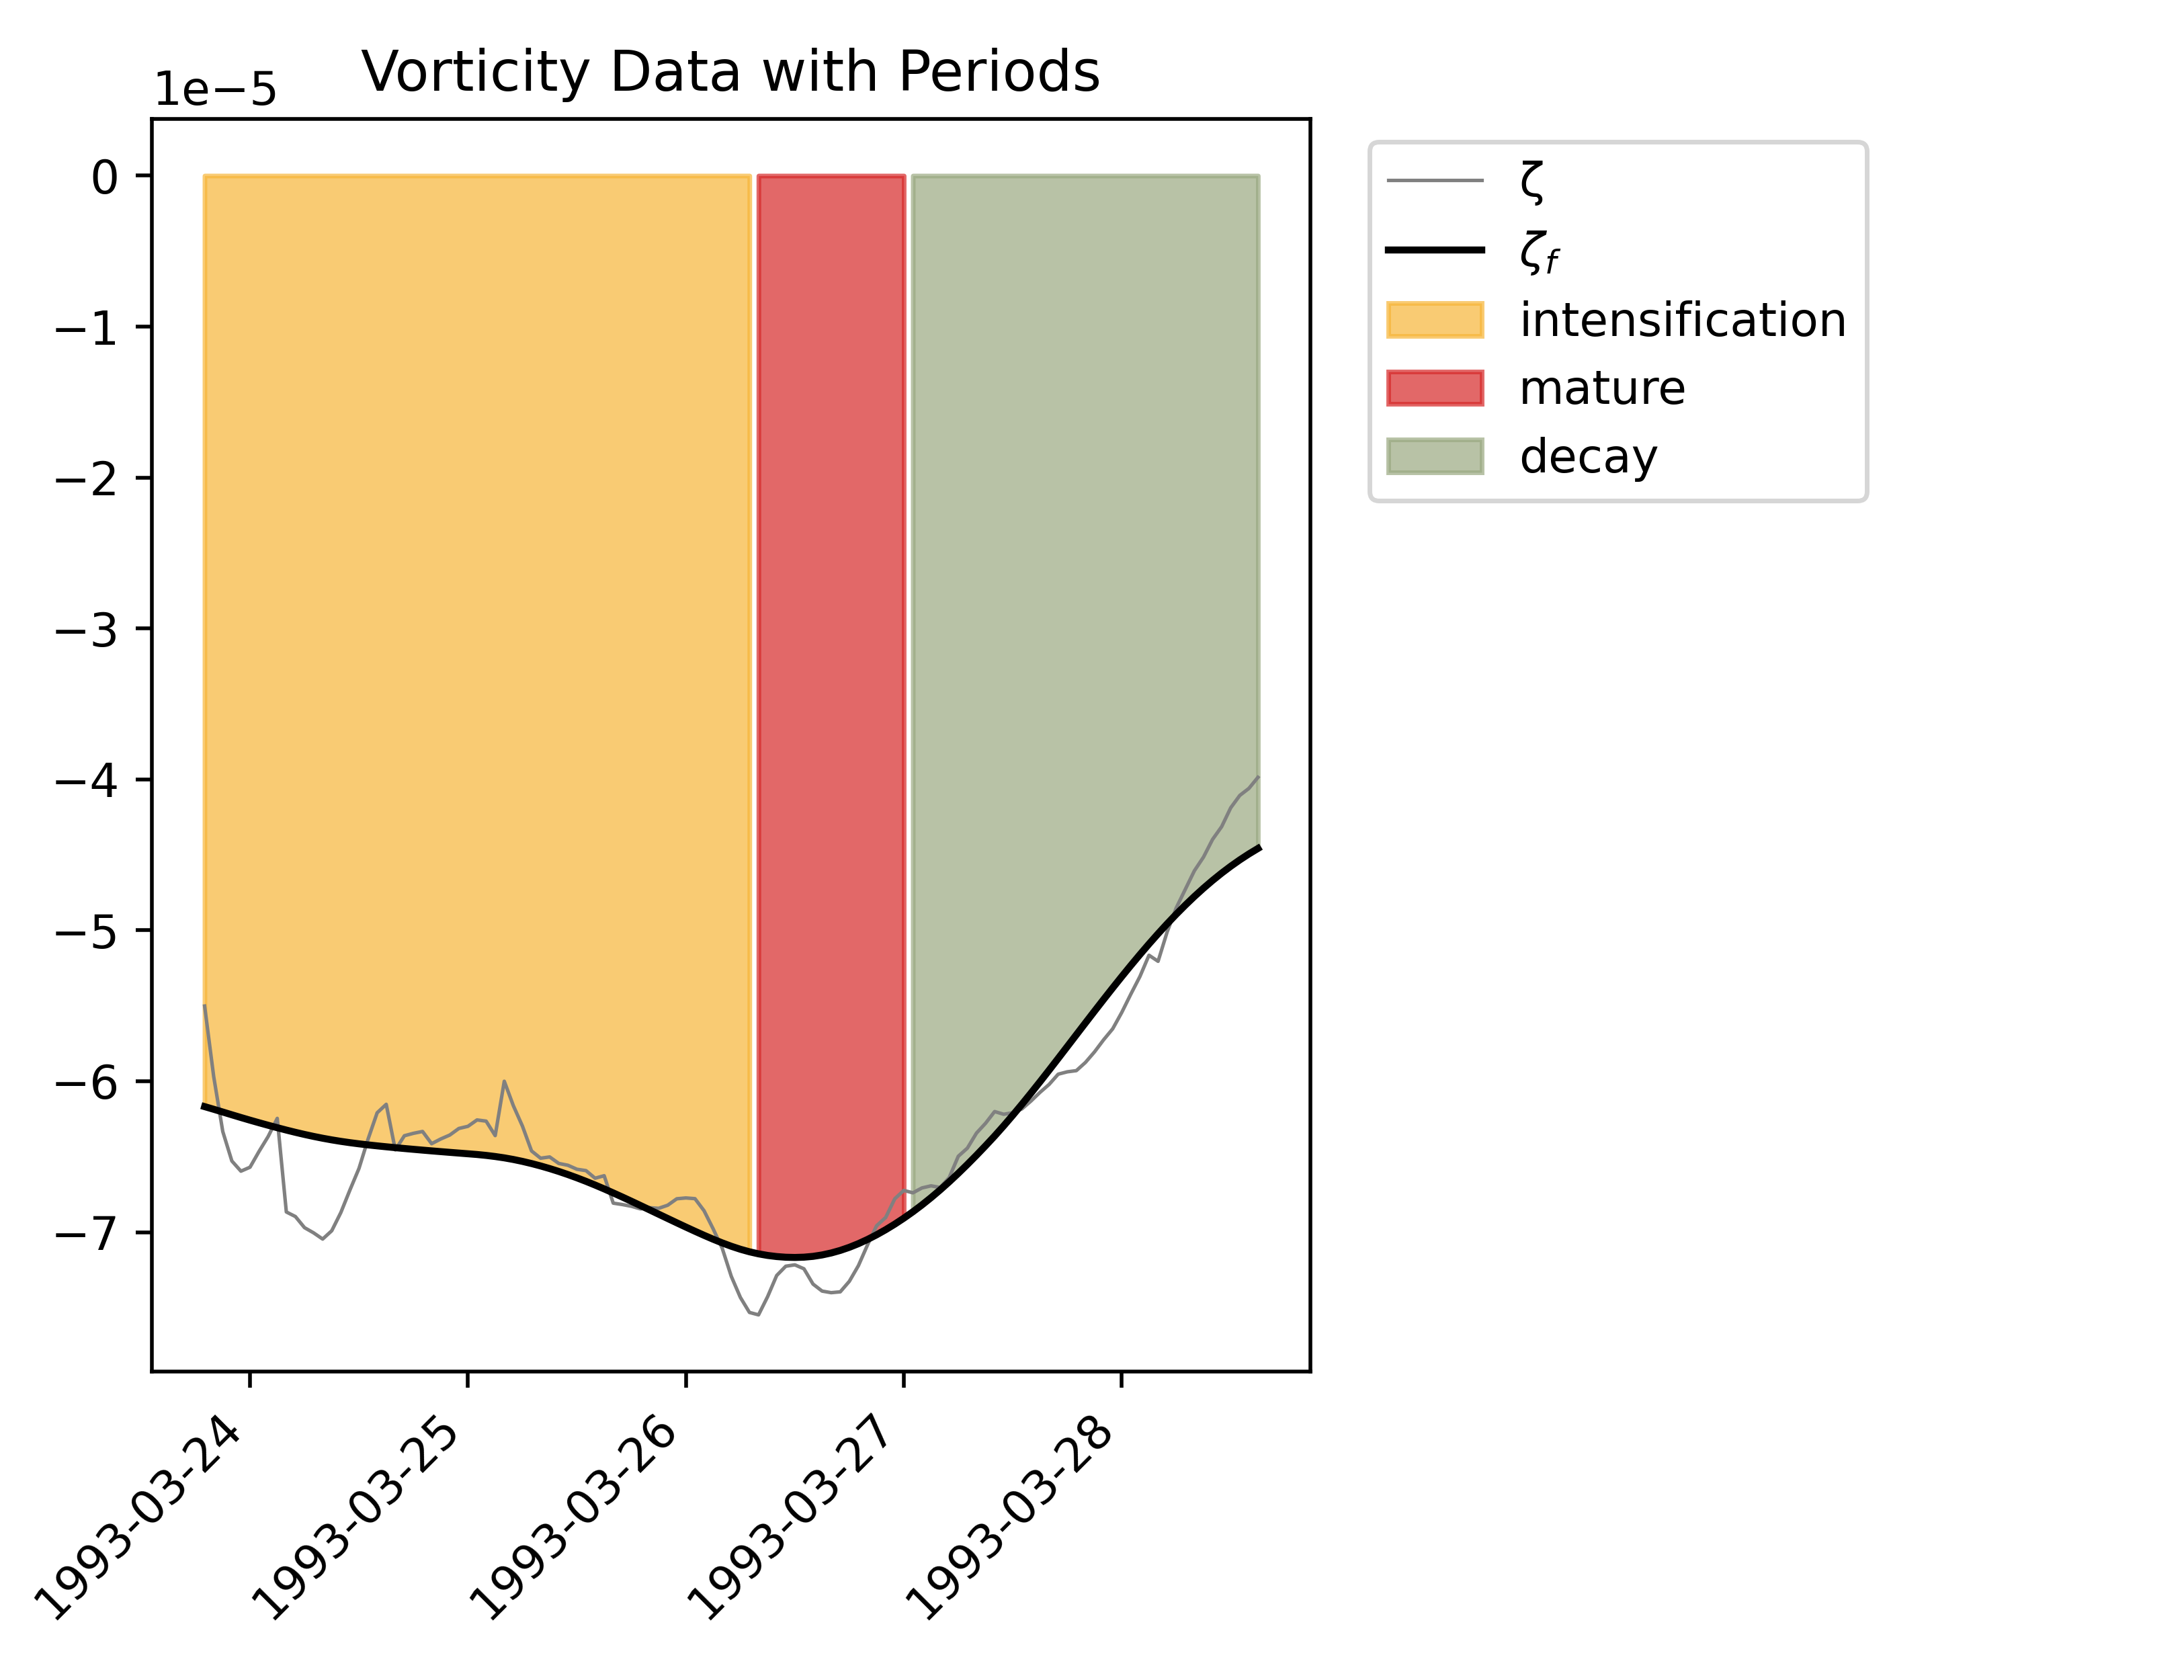 Vorticity Data with Periods
1e−5
0
−1
−2
−3
−4
−5
−6
−7
1993-03-24
1993-03-25
1993-03-26
1993-03-27
1993-03-28
ζ
ζf
intensification
mature
decay